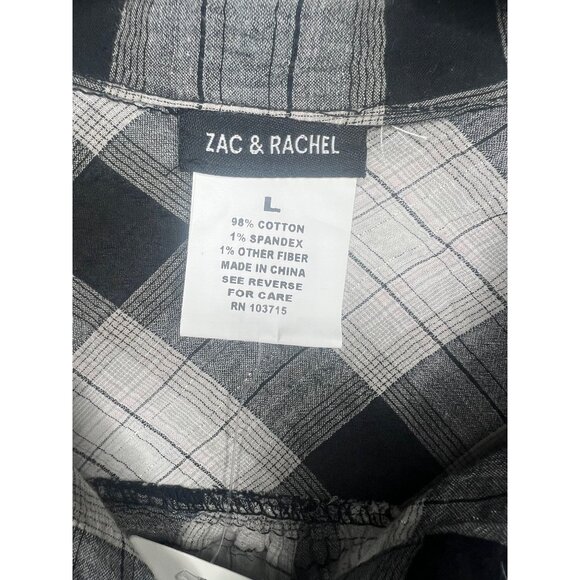 ZAC & RACHEL
L
98% COTTON
1% SPANDEX
1% OTHER FIBER
MADE IN CHINA
SEE REVERSE
FOR CARE
RN 103715